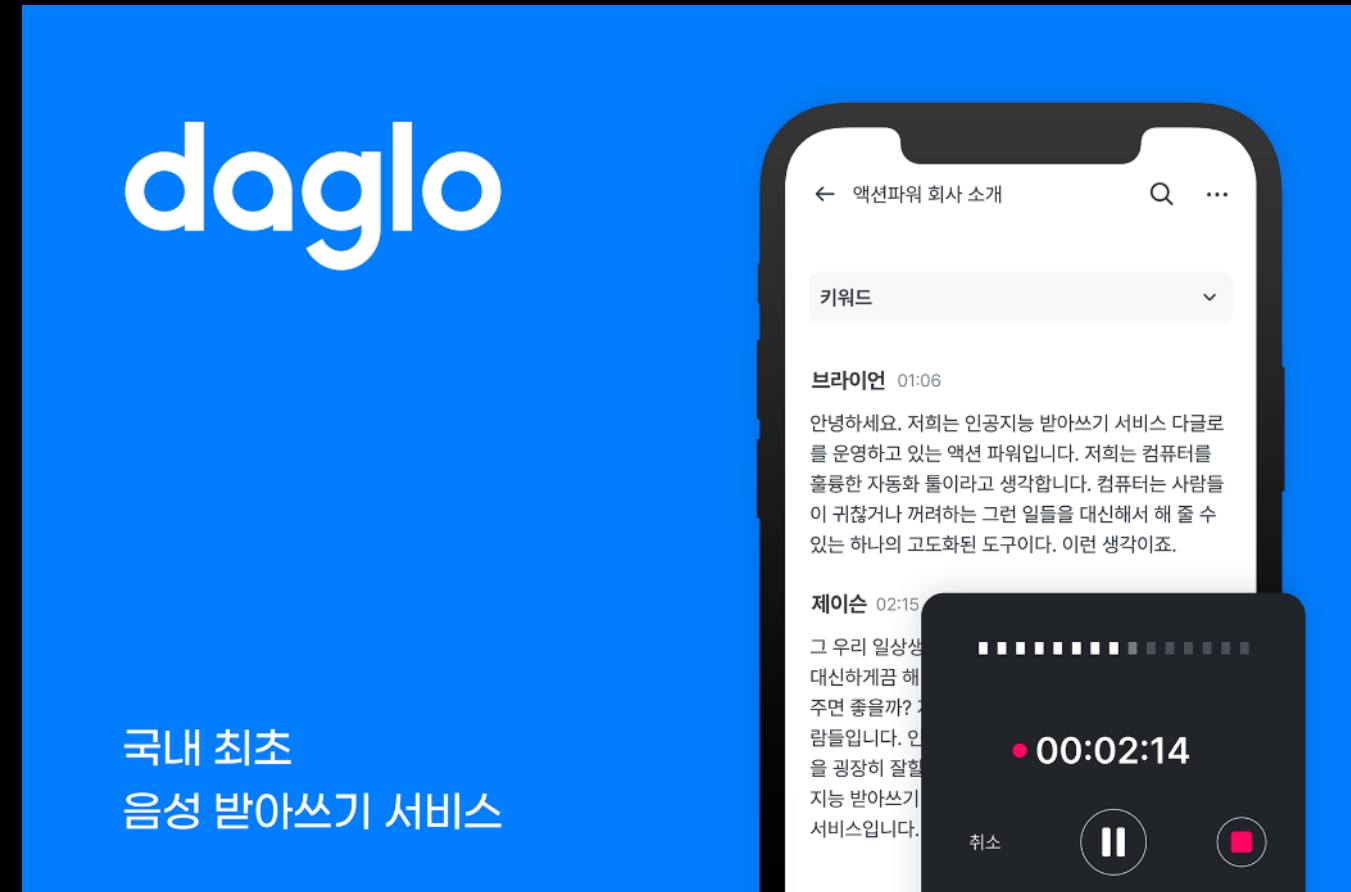 daglo
국내 최초
음성 받아쓰기 서비스
액션파워 회사 소개
키워드
브라이언 01:06
안녕하세요. 저희는 인공지능 받아쓰기 서비스 다글로
를 운영하고 있는 액션 파워입니다. 저희는 컴퓨터를
훌륭한 자동화 툴이라고 생각합니다. 컴퓨터는 사람들
이 귀찮거나 꺼려하는 그런 일들을 대신해서 해 줄 수
있는 하나의 고도화된 도구이다. 이런 생각이죠.
제이슨 02:15
그 우리 일상생
대신하게끔 해
주면 좋을까?
람들입니다. 인
을 굉장히 잘할
지능 받아쓰기
서비스입니다.
00:02:14
취소